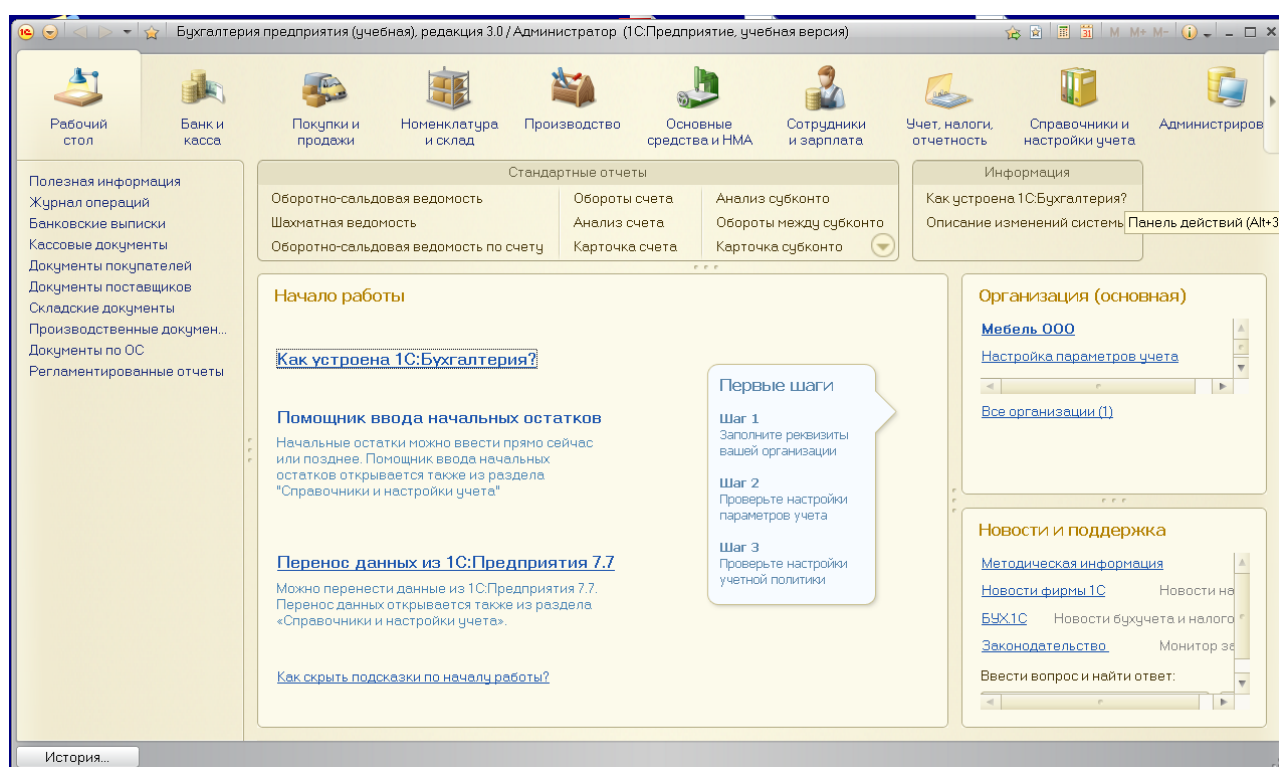 Бухгалтерия предприятия (учебная), редакция 3.0 / Администратор (1С:Предприятие, учебная версия)
M M+ M-
Рабочий стол
Банк и касса
Покупки и продажи
Номенклатура и склад
Производство
Основные средства и НМА
Сотрудники и зарплата
Учет, налоги, отчетность
Справочники и настройки учета
Администриров
Полезная информация
Журнал операций
Банковские выписки
Кассовые документы
Документы покупателей
Документы поставщиков
Складские документы
Производственные докумен...
Документы по ОС
Регламентированные отчеты
Стандартные отчеты
Оборотно-сальдовая ведомость
Обороты счета
Анализ субконто
Шахматная ведомость
Анализ счета
Обороты между субконто
Оборотно-сальдовая ведомость по счету
Карточка счета
Карточка субконто
Информация
Как устроена 1С:Бухгалтерия?
Описание изменений системы
Панель действий (Alt+3
Начало работы
Как устроена 1С:Бухгалтерия?
Помощник ввода начальных остатков
Начальные остатки можно ввести прямо сейчас
или позднее. Помощник ввода начальных
остатков открывается также из раздела
"Справочники и настройки учета"
Перенос данных из 1С:Предприятия 7.7
Можно перенести данные из 1С:Предприятия 7.7.
Перенос данных открывается также из раздела
«Справочники и настройки учета».
Как скрыть подсказки по началу работы?
Первые шаги
Шаг 1
Заполните реквизиты
вашей организации
Шаг 2
Проверьте настройки
параметров учета
Шаг 3
Проверьте настройки
учетной политики
Организация (основная)
Мебель ООО
Настройка параметров учета
Все организации (1)
Новости и поддержка
Методическая информация
Новости фирмы 1С Новости на
БУХ.1С Новости бухучета и налого
Законодательство Монитор за
Ввести вопрос и найти ответ:
История...